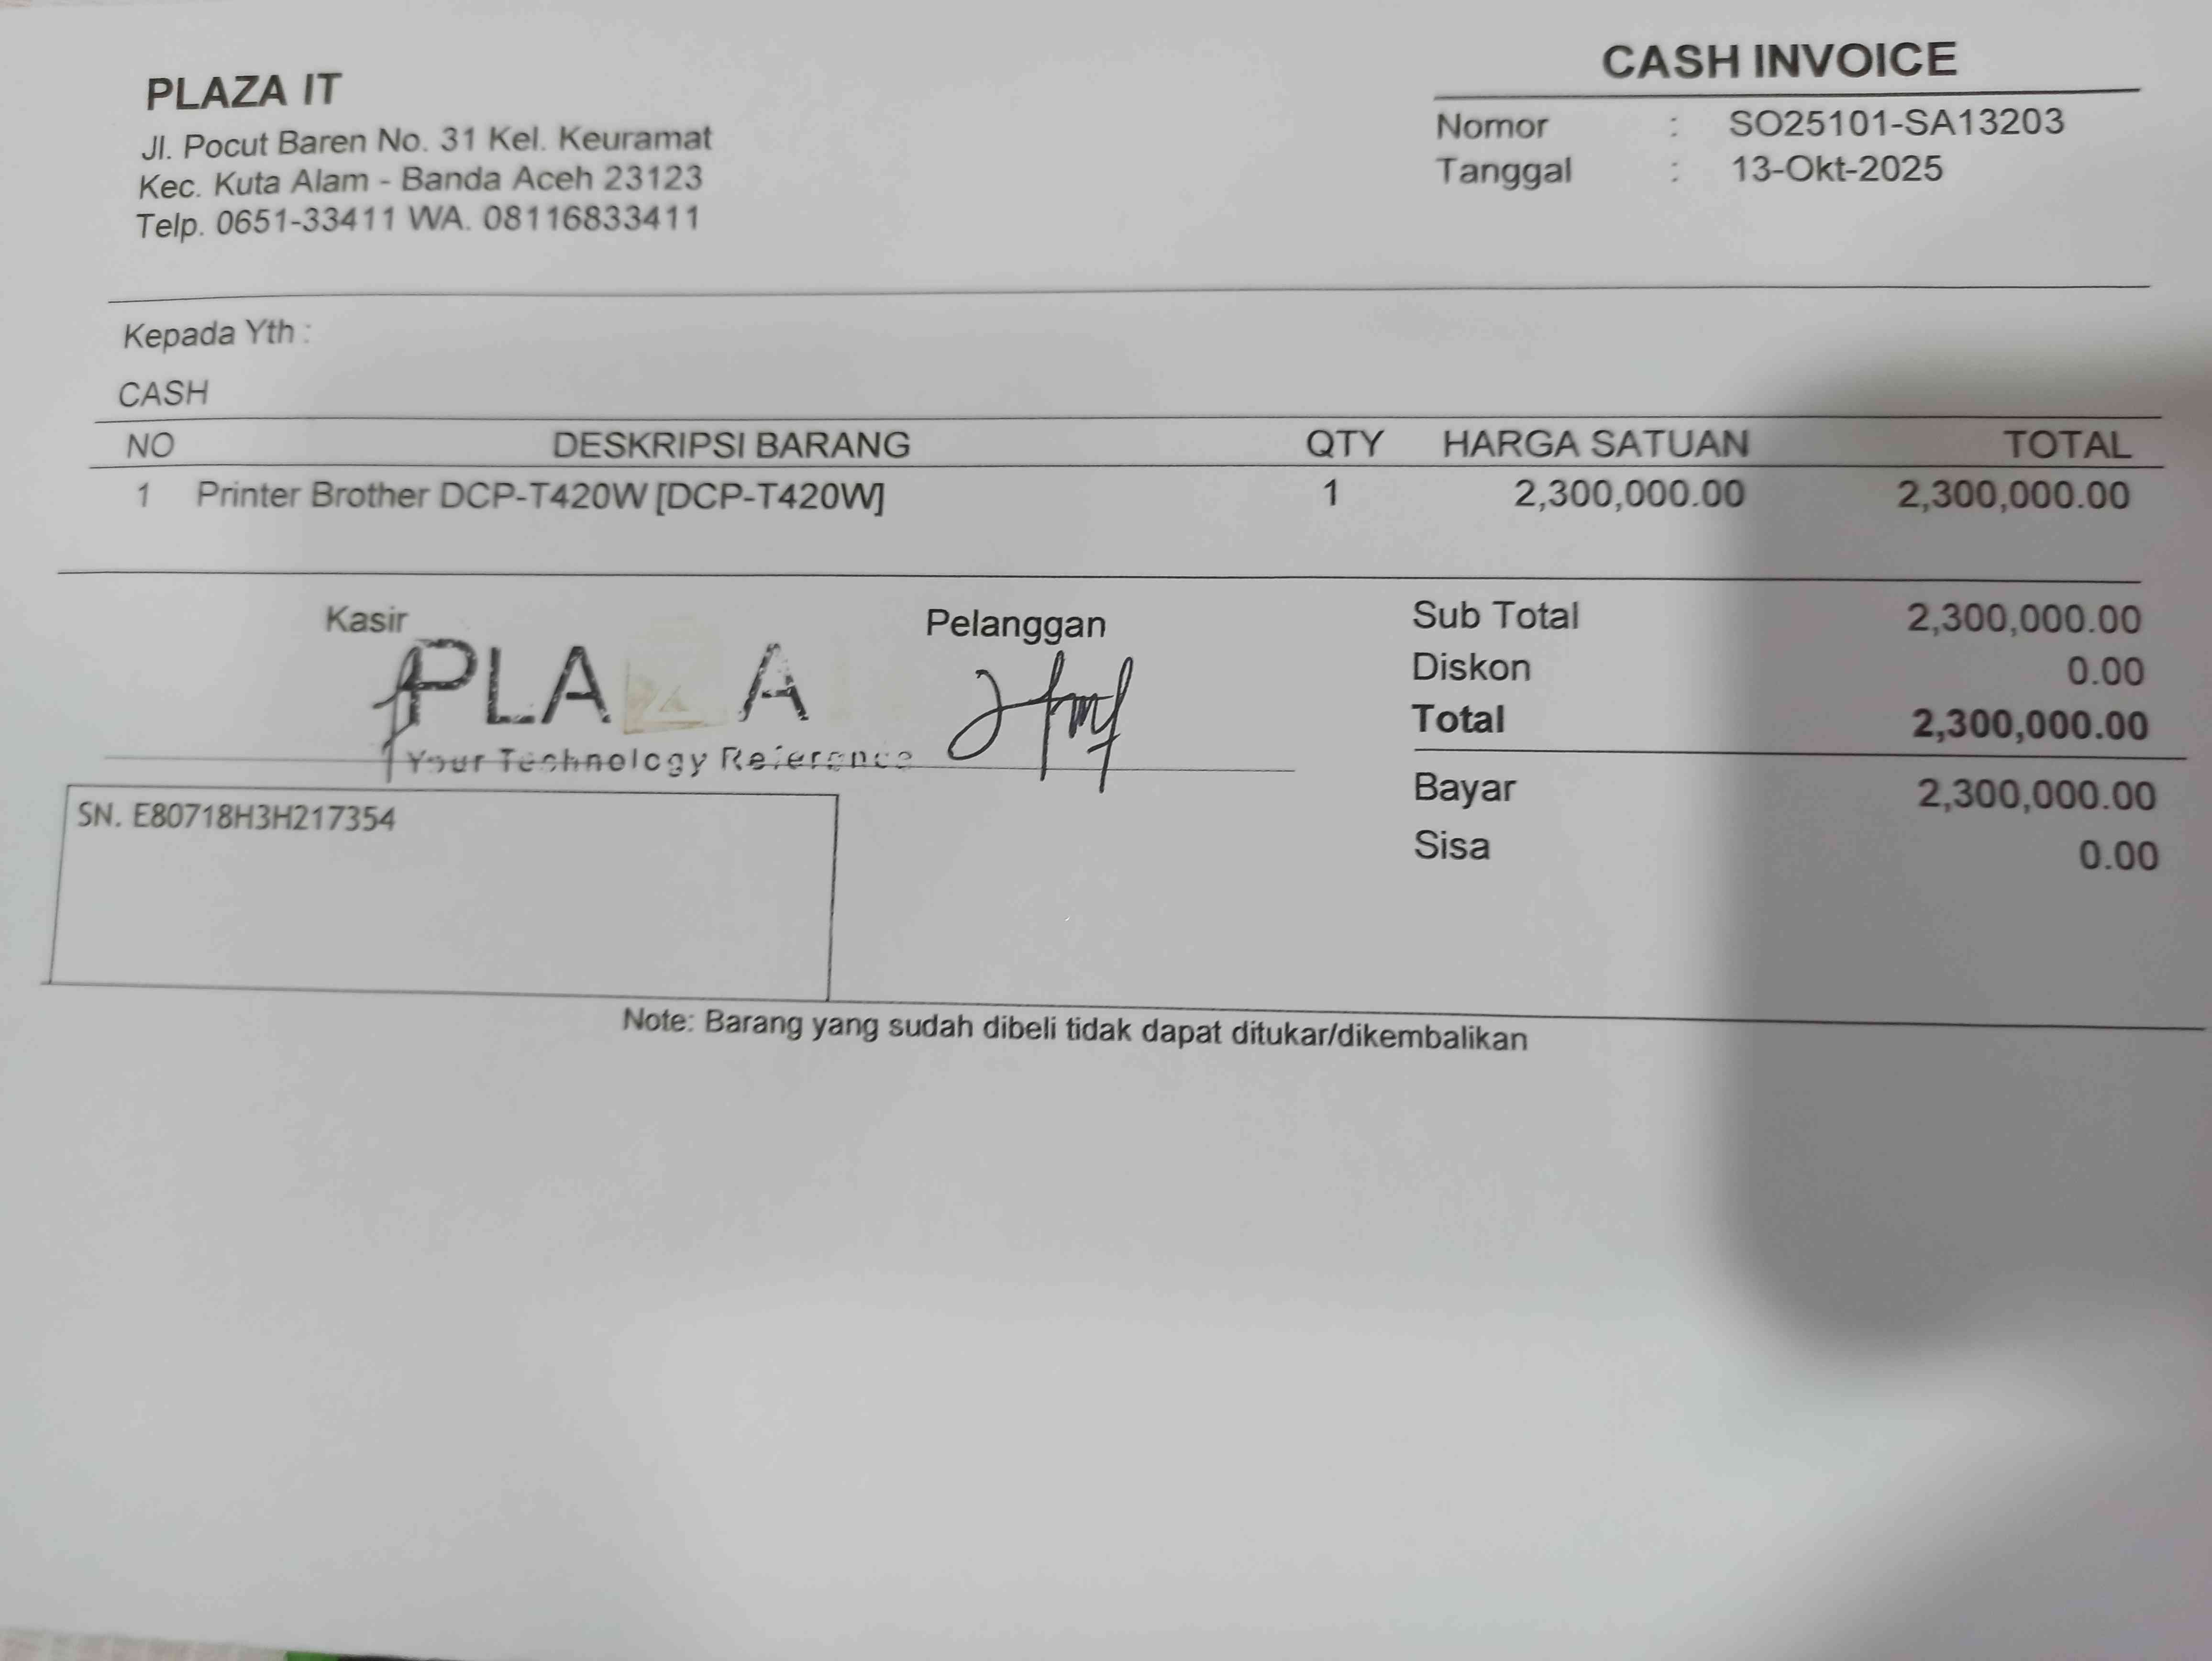 PLAZA IT
Jl. Pocut Baren No. 31 Kel. Keuramat
Kec. Kuta Alam - Banda Aceh 23123
Telp. 0651-33411 WA. 08116833411
CASH INVOICE
Nomor : SO25101-SA13203
Tanggal : 13-Okt-2025
Kepada Yth :
CASH
NO DESKRIPSI BARANG QTY HARGA SATUAN TOTAL
1 Printer Brother DCP-T420W [DCP-T420W] 1 2,300,000.00 2,300,000.00
Kasir
PLAZA
Your Technology Reference
Pelanggan
Sub Total 2,300,000.00
Diskon 0.00
Total 2,300,000.00
Bayar 2,300,000.00
Sisa 0.00
SN. E80718H3H217354
Note: Barang yang sudah dibeli tidak dapat ditukar/dikembalikan